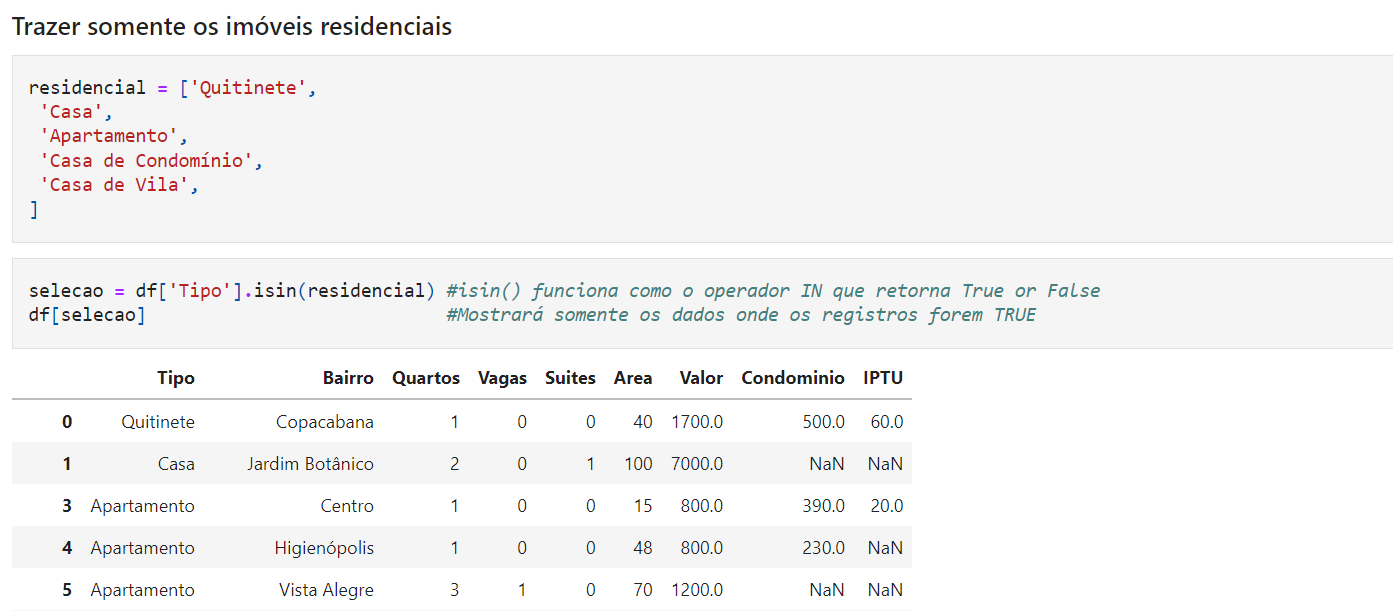 Trazer somente os imóveis residenciais
residencial = ['Quitinete',
 'Casa',
 'Apartamento',
 'Casa de Condomínio',
 'Casa de Vila',
]
selecao = df['Tipo'].isin(residencial) #isin() funciona como o operador IN que retorna True or False
df[selecao]                            #Mostrará somente os dados onde os registros forem TRUE
Tipo Bairro Quartos Vagas Suites Area Valor Condominio IPTU
0 Quitinete Copacabana 1 0 0 40 1700.0 500.0 60.0
1 Casa Jardim Botânico 2 0 1 100 7000.0 NaN NaN
3 Apartamento Centro 1 0 0 15 800.0 390.0 20.0
4 Apartamento Higienópolis 1 0 0 48 800.0 230.0 NaN
5 Apartamento Vista Alegre 3 1 0 70 1200.0 NaN NaN